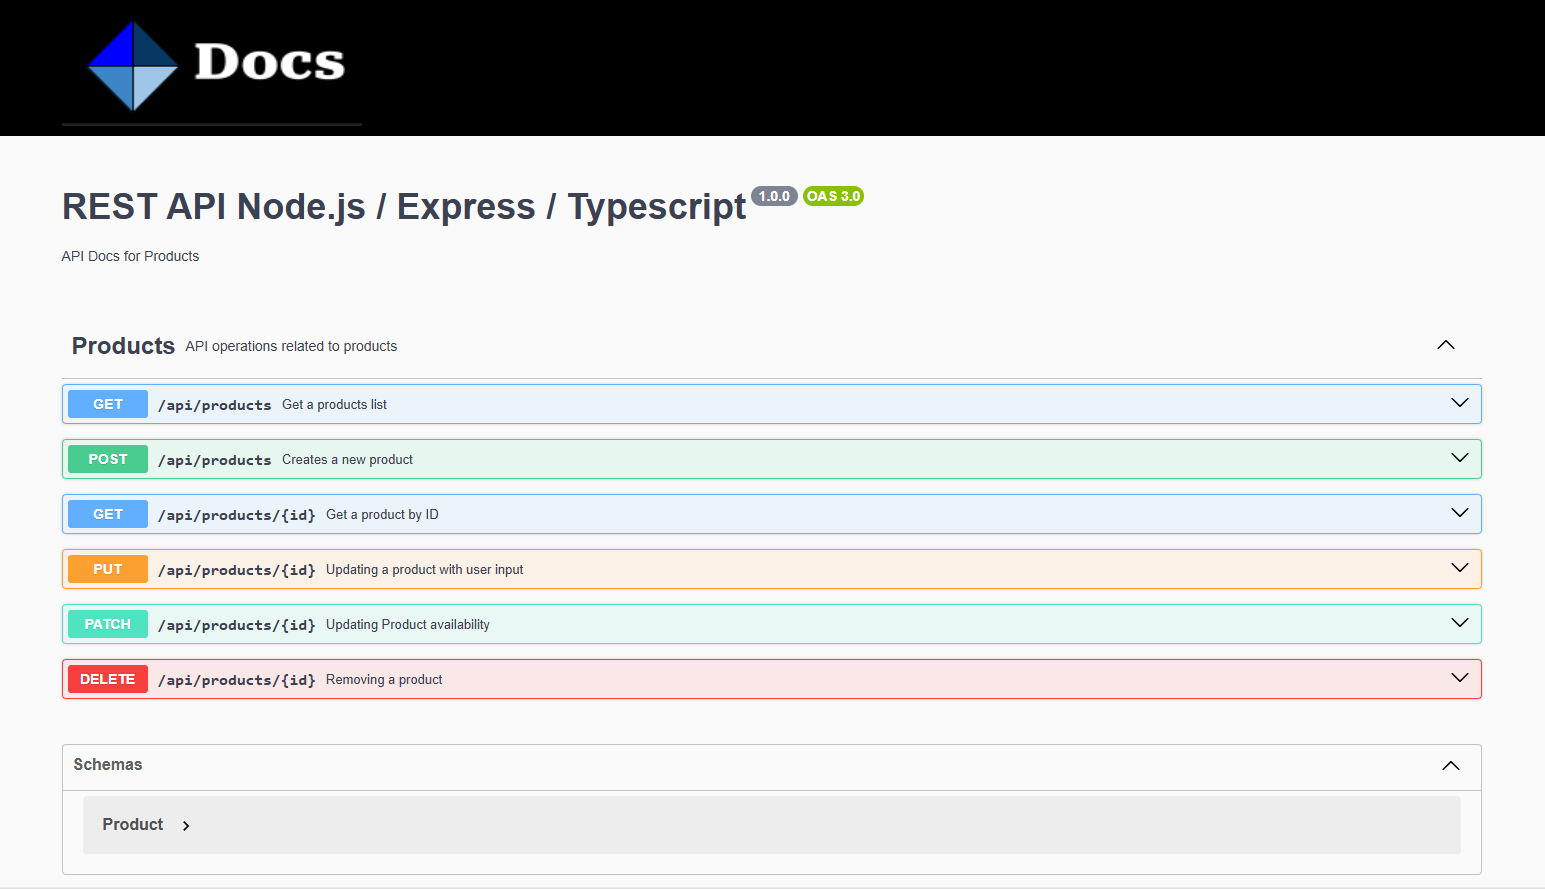 Docs
REST API Node.js / Express / Typescript 1.0.0 OAS 3.0
API Docs for Products
Products API operations related to products
GET /api/products Get a products list
POST /api/products Creates a new product
GET /api/products/{id} Get a product by ID
PUT /api/products/{id} Updating a product with user input
PATCH /api/products/{id} Updating Product availability
DELETE /api/products/{id} Removing a product
Schemas
Product